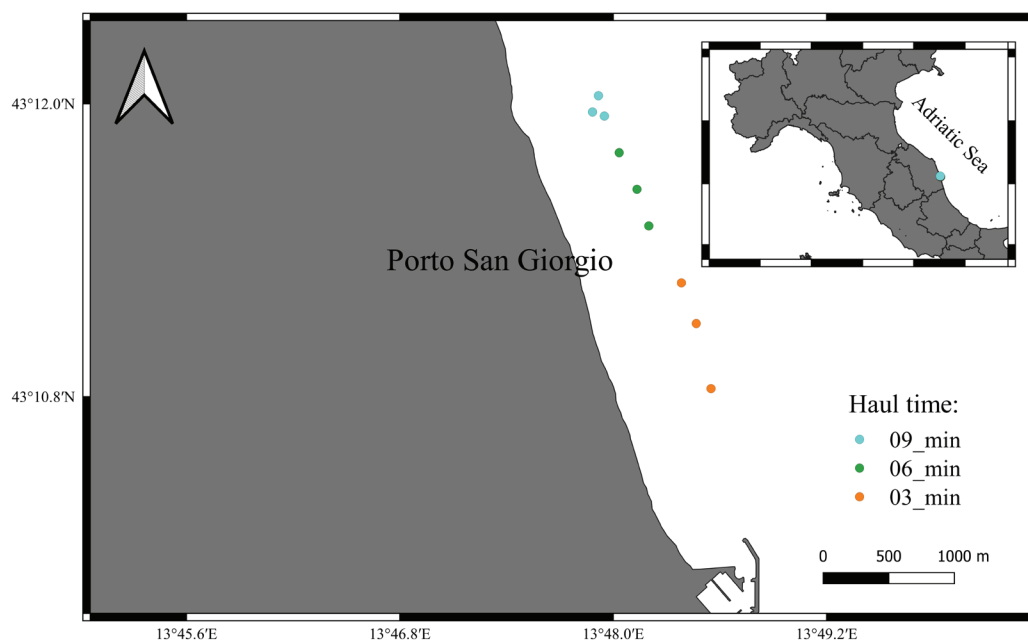 43°12.0'N
Adriatic Sea
Porto San Giorgio
43°10.8'N
Haul time:
09_min
06_min
03_min
0 500 1000 m
13°45.6'E 13°46.8'E 13°48.0'E 13°49.2'E